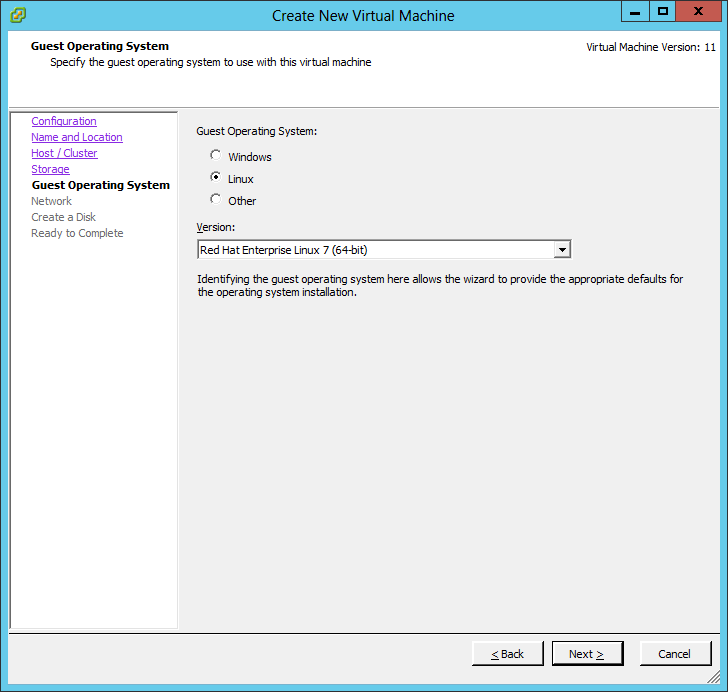 Create New Virtual Machine
Guest Operating System
Specify the guest operating system to use with this virtual machine
Virtual Machine Version: 11
Configuration
Name and Location
Host / Cluster
Storage
Guest Operating System
Network
Create a Disk
Ready to Complete
Guest Operating System:
Windows
Linux
Other
Version:
Red Hat Enterprise Linux 7 (64-bit)
Identifying the guest operating system here allows the wizard to provide the appropriate defaults for
the operating system installation.
< Back
Next >
Cancel